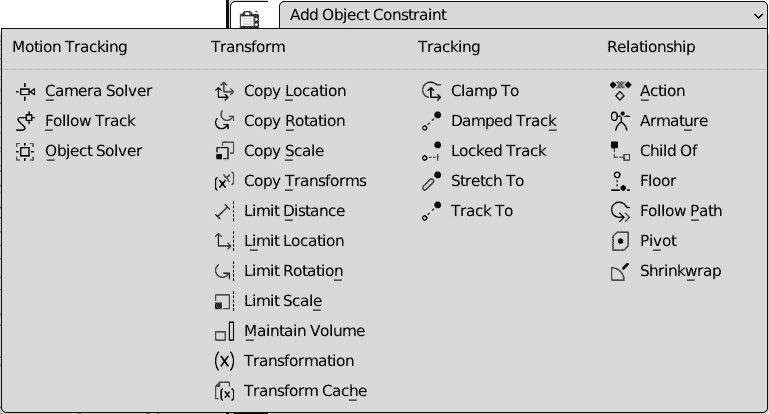 Add Object Constraint
Motion Tracking
Camera Solver
Follow Track
Object Solver
Transform
Copy Location
Copy Rotation
Copy Scale
Copy Transforms
Limit Distance
Limit Location
Limit Rotation
Limit Scale
Maintain Volume
Transformation
Transform Cache
Tracking
Clamp To
Damped Track
Locked Track
Stretch To
Track To
Relationship
Action
Armature
Child Of
Floor
Follow Path
Pivot
Shrinkwrap